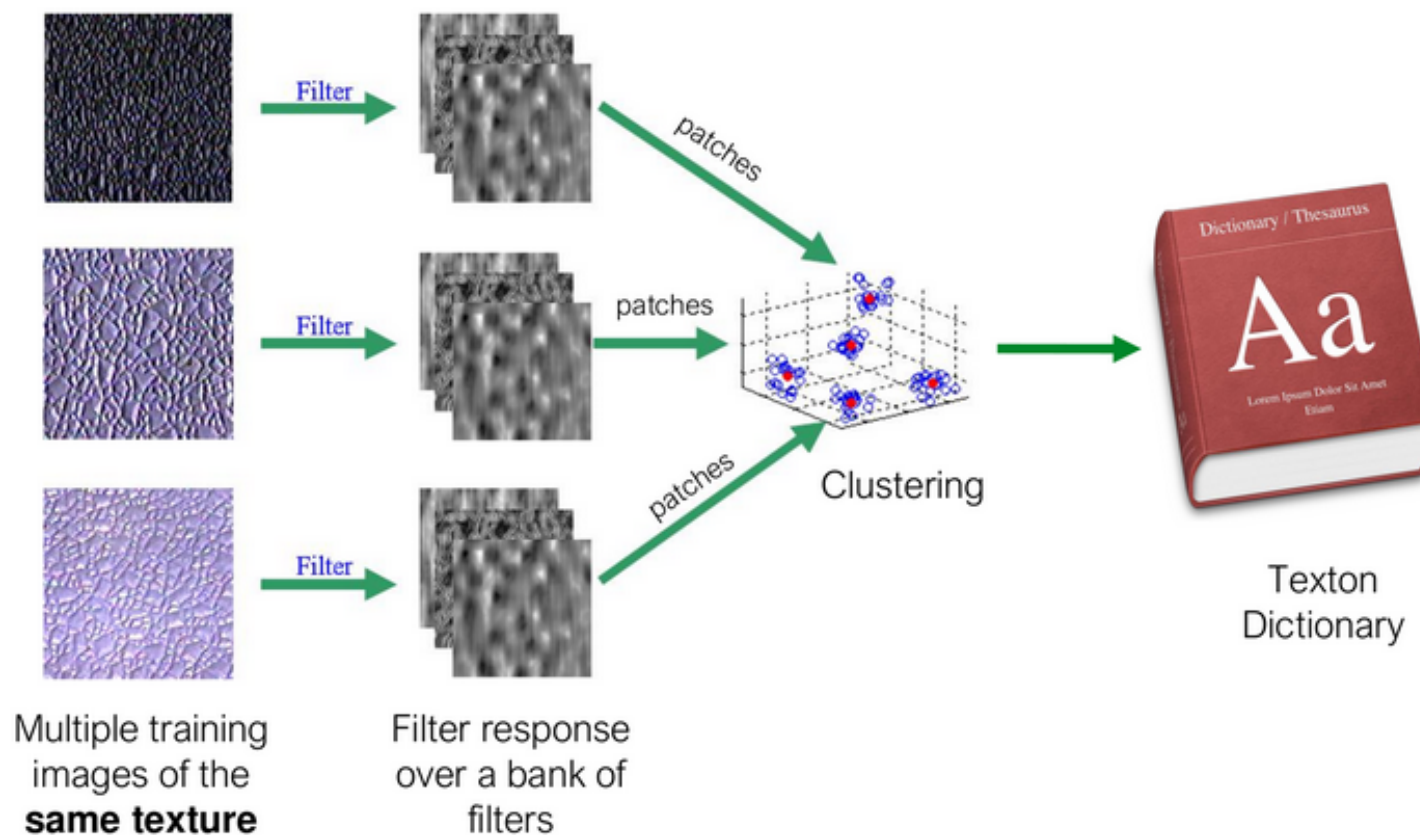 Filter
patches
Filter
patches
Filter
patches
Clustering
Dictionary / Thesaurus
Aa
Lorem Ipsum Dolor Sit Amet
Etiam
Texton
Dictionary
Multiple training
images of the
same texture
Filter response
over a bank of
filters